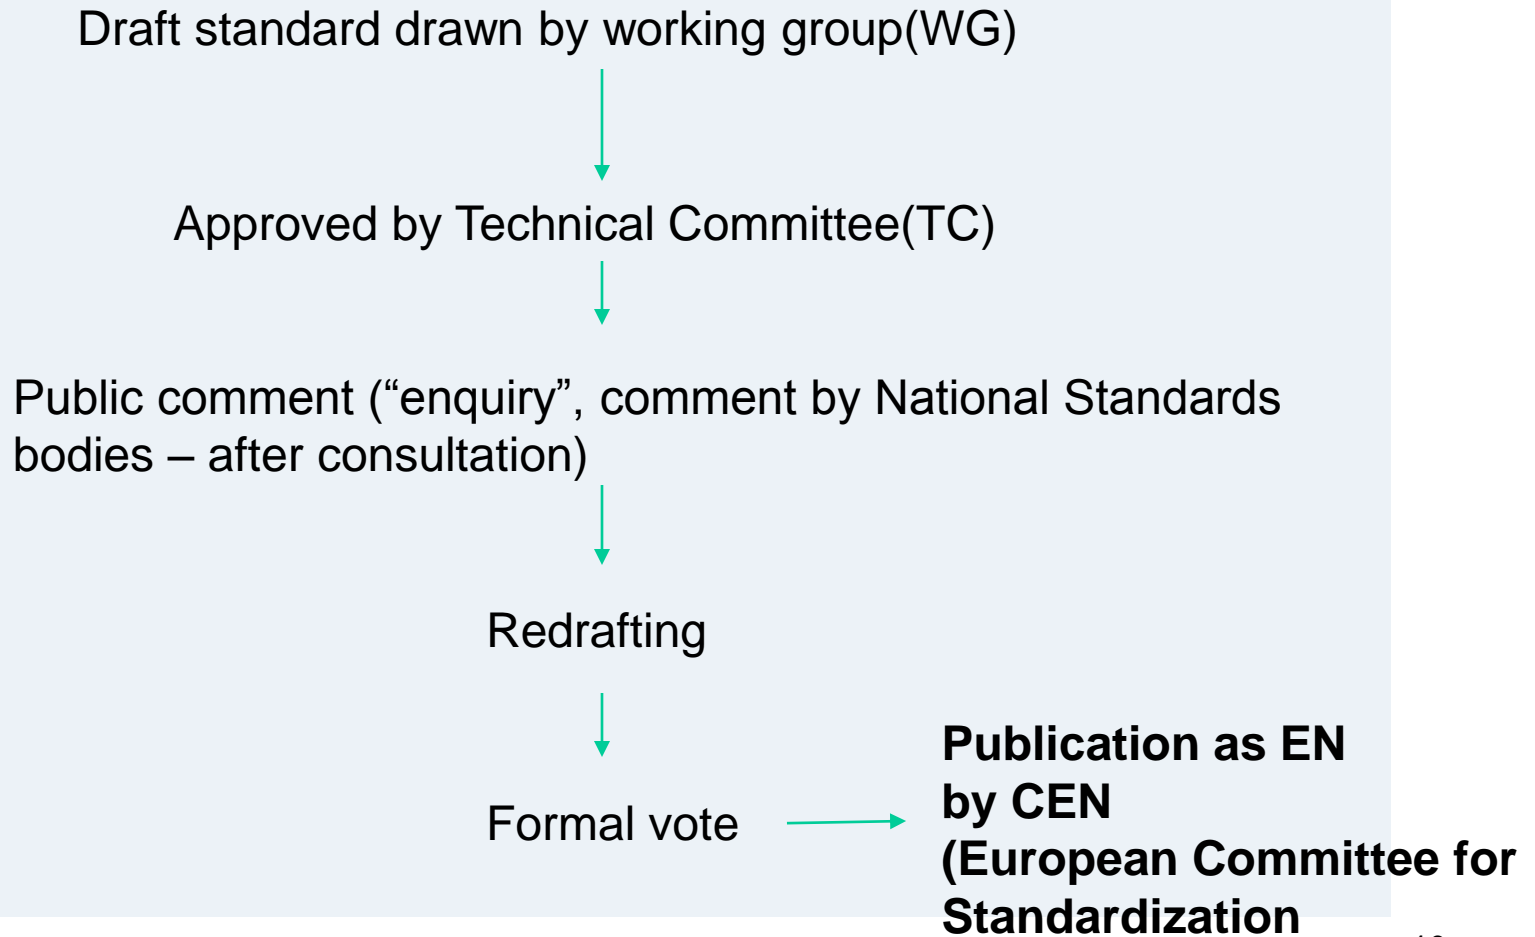 Draft standard drawn by working group(WG)
Approved by Technical Committee(TC)
Public comment (“enquiry”, comment by National Standards
bodies – after consultation)
Redrafting
Formal vote
Publication as EN
by CEN
(European Committee for
Standardization